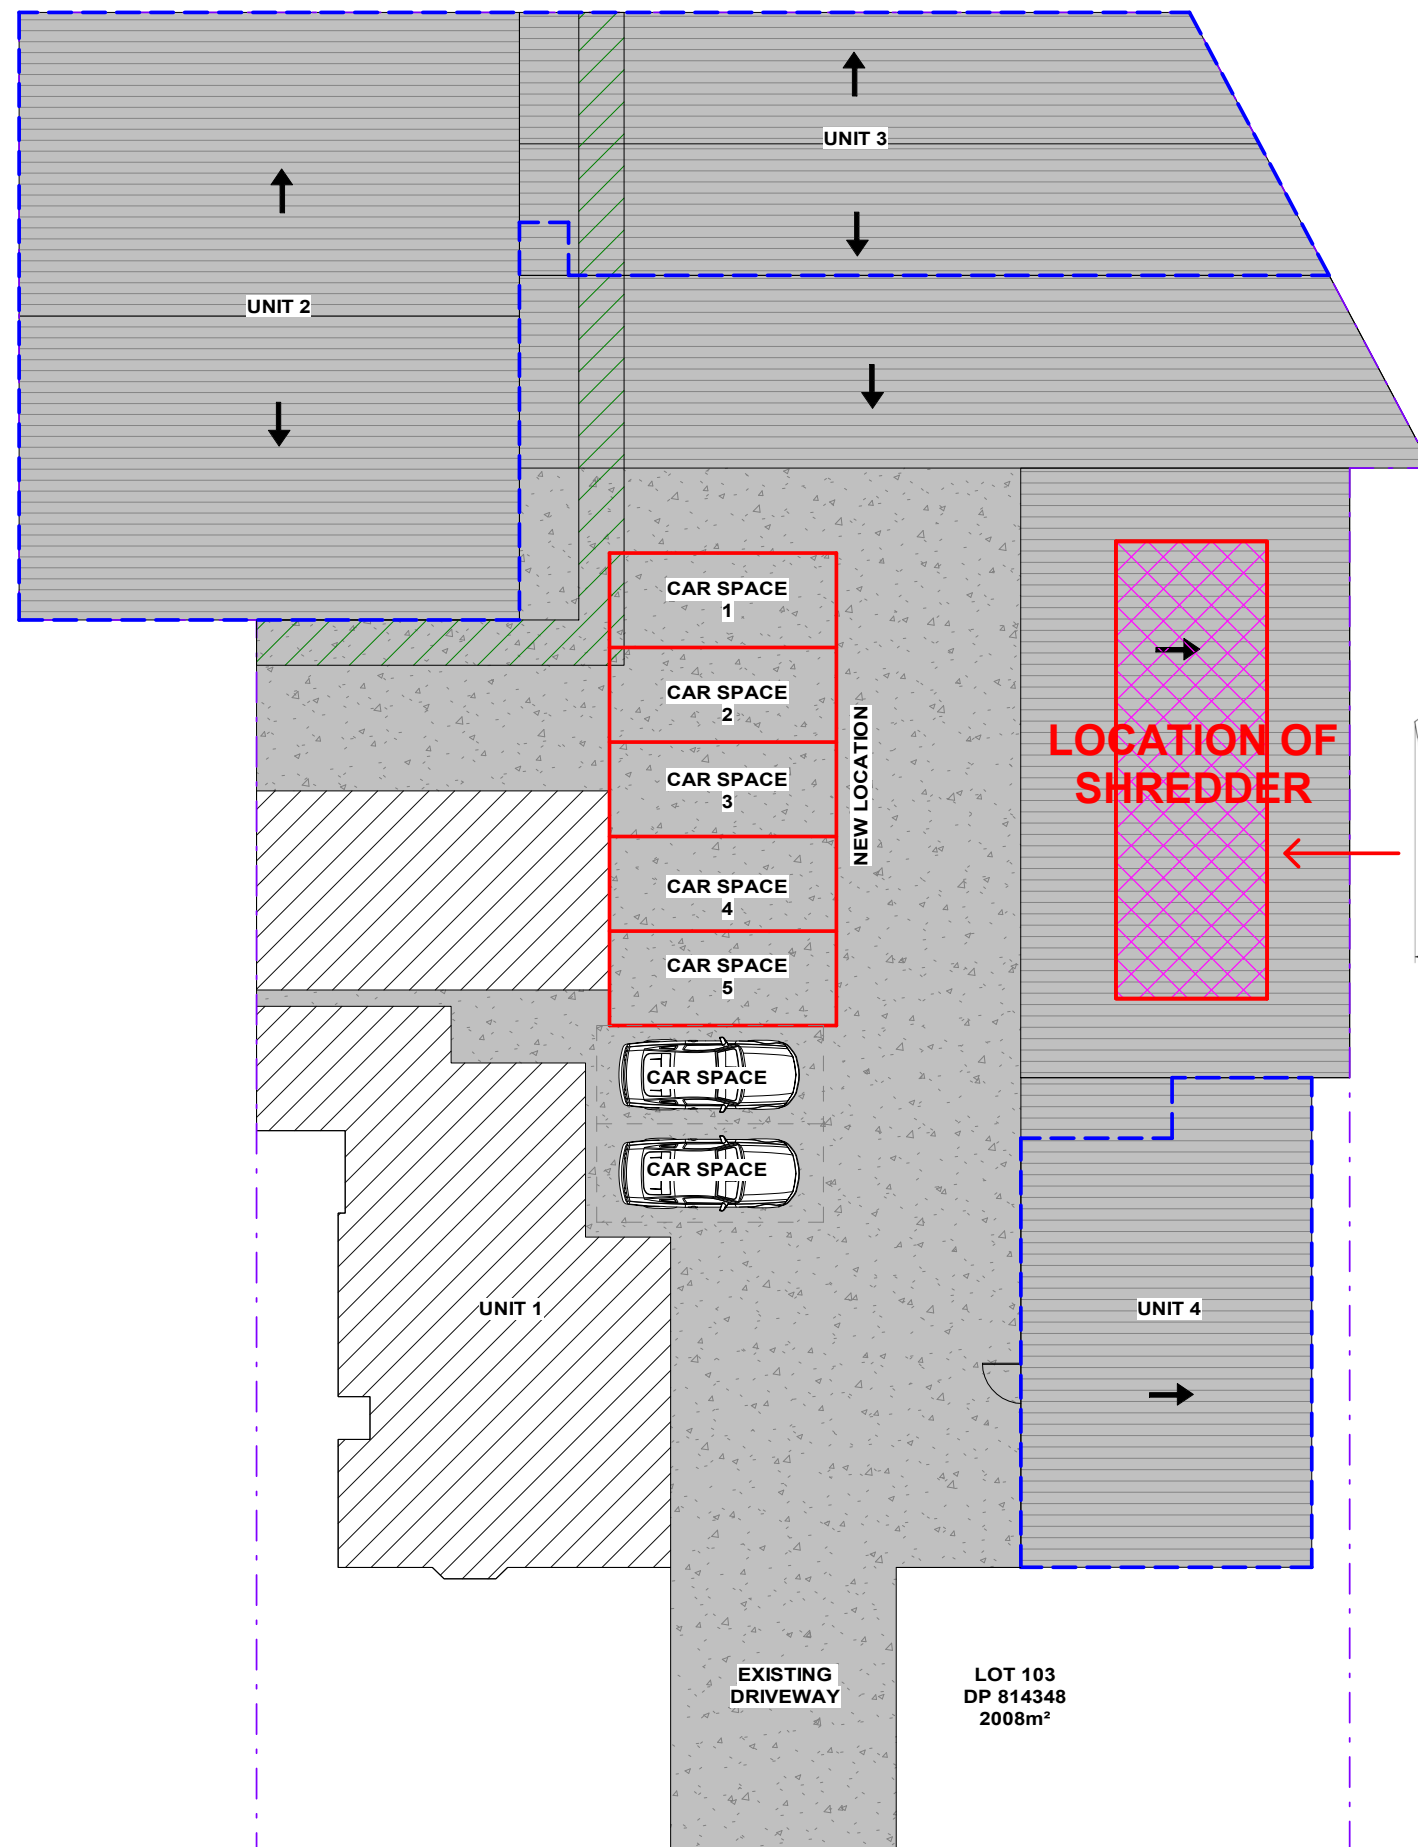 UNIT 3
UNIT 2
CAR SPACE
1
CAR SPACE
2
CAR SPACE
3
CAR SPACE
4
CAR SPACE
5
NEW LOCATION
LOCATION OF
SHREDDER
CAR SPACE
CAR SPACE
UNIT 1
UNIT 4
EXISTING
DRIVEWAY
LOT 103
DP 814348
2008m²